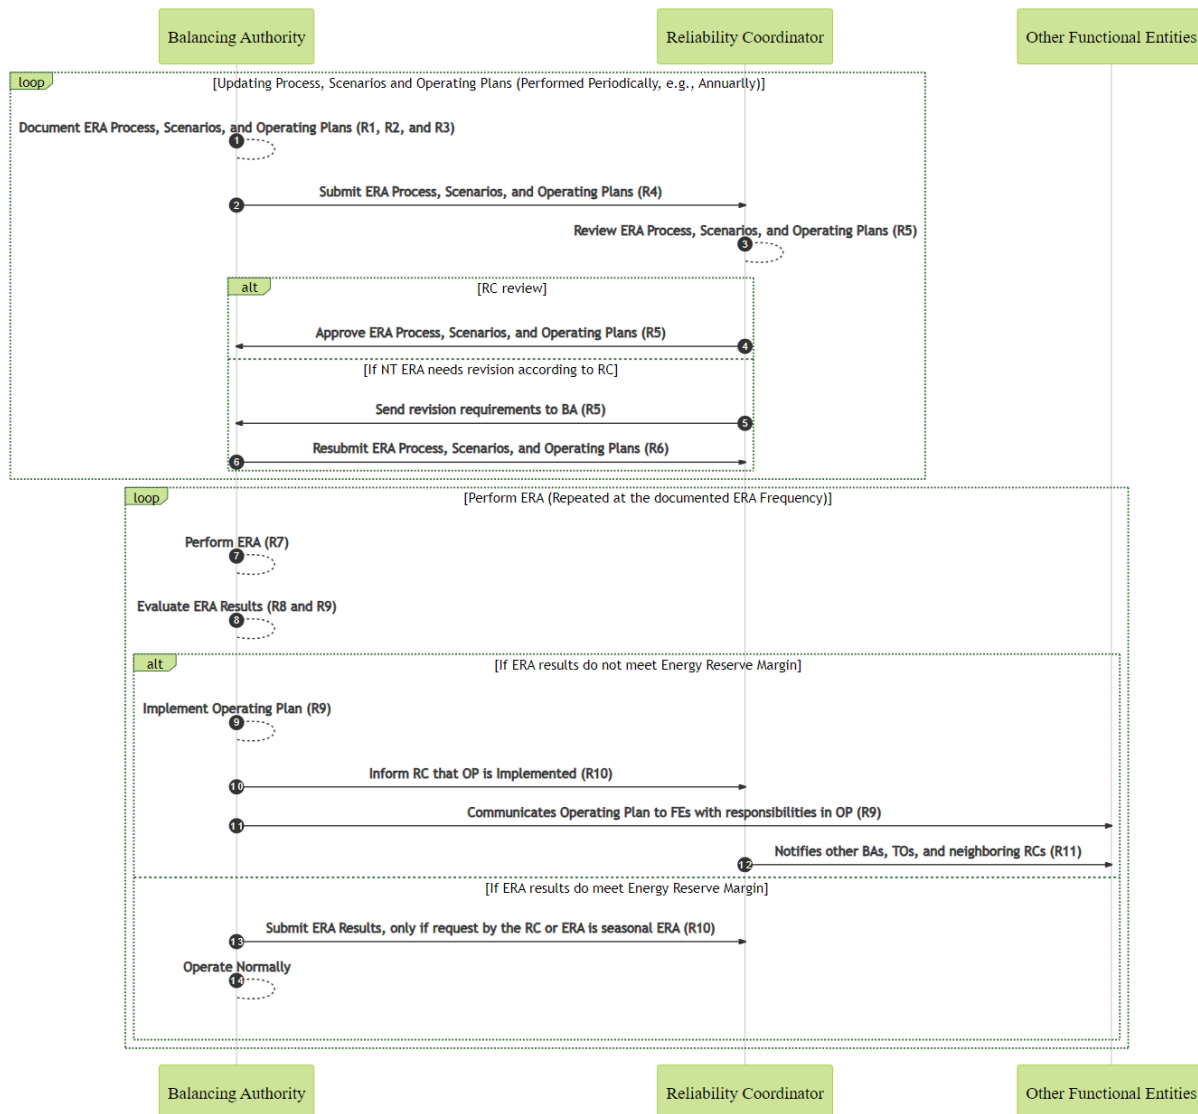 Balancing Authority
Reliability Coordinator
Other Functional Entities
loop
[Updating Process, Scenarios and Operating Plans (Performed Periodically, e.g., Annuarlly)]
Document ERA Process, Scenarios, and Operating Plans (R1, R2, and R3)
1
Submit ERA Process, Scenarios, and Operating Plans (R4)
2
Review ERA Process, Scenarios, and Operating Plans (R5)
3
alt
[RC review]
Approve ERA Process, Scenarios, and Operating Plans (R5)
4
[If NT ERA needs revision according to RC]
Send revision requirements to BA (R5)
5
Resubmit ERA Process, Scenarios, and Operating Plans (R6)
6
loop
[Perform ERA (Repeated at the documented ERA Frequency)]
Perform ERA (R7)
7
Evaluate ERA Results (R8 and R9)
8
alt
[If ERA results do not meet Energy Reserve Margin]
Implement Operating Plan (R9)
9
Inform RC that OP is Implemented (R10)
10
Communicates Operating Plan to FEs with responsibilities in OP (R9)
11
Notifies other BAs, TOs, and neighboring RCs (R11)
12
[If ERA results do meet Energy Reserve Margin]
Submit ERA Results, only if request by the RC or ERA is seasonal ERA (R10)
13
Operate Normally
14
Balancing Authority
Reliability Coordinator
Other Functional Entities